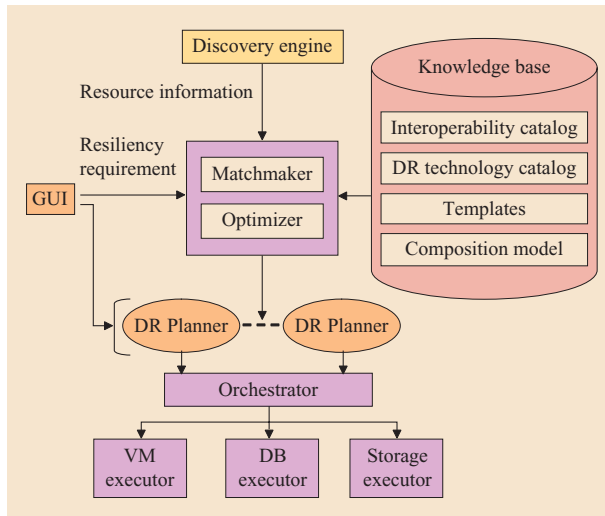 Discovery engine
Knowledge base
Resource information
Interoperability catalog
Resiliency
requirement
Matchmaker
DR technology catalog
GUI
Optimizer
Templates
Composition model
DR Planner
DR Planner
Orchestrator
VM
executor
DB
executor
Storage
executor